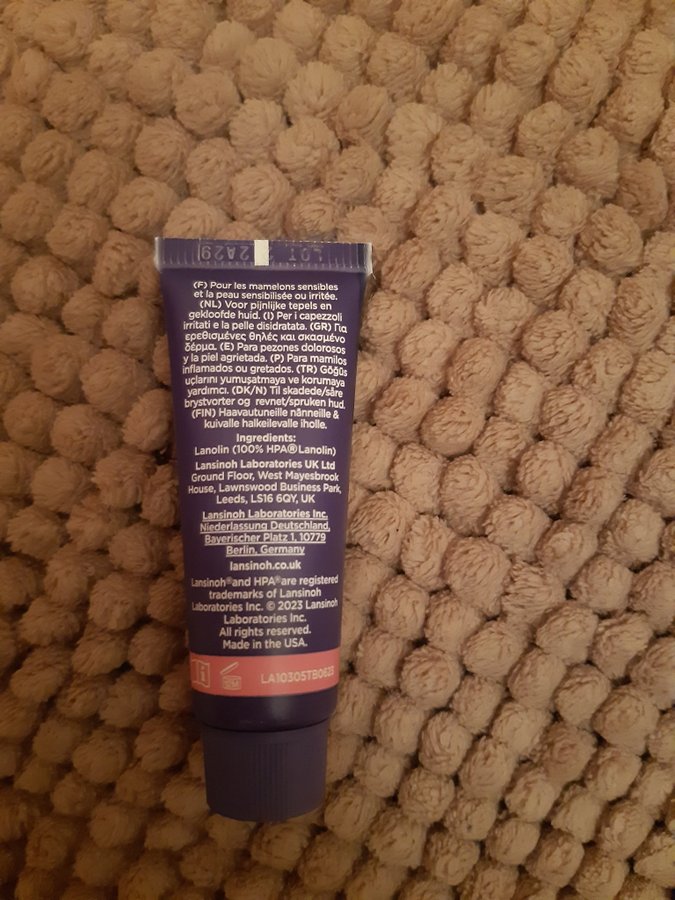 LOT 2A29
(F) Pour les mamelons sensibles
et la peau sensibilisée ou irritée.
(NL) Voor pijnlijke tepels en
gekloofde huid. (I) Per i capezzoli
irritati e la pelle disidratata. (GR) Για
ερεθισμένες θηλές και σκασμένο
δέρμα. (E) Para pezones dolorosos
y la piel agrietada. (P) Para mamilos
inflamados ou gretados. (TR) Göğüs
uçlarını yumuşatmaya ve korumaya
yardımcı. (DK/N) Til skadede/såre
brystvorter og revnet/sprukken hud.
(FIN) Haavautuneille nänneille &
kuivalle halkeilevalle iholle.
Ingredients:
Lanolin (100% HPA®Lanolin)
Lansinoh Laboratories UK Ltd
Ground Floor, West Mayesbrook
House, Lawnswood Business Park,
Leeds, LS16 6QY, UK
Lansinoh Laboratories Inc.
Niederlassung Deutschland,
Bayerischer Platz 1, 10779
Berlin, Germany
lansinoh.co.uk
Lansinoh® and HPA® are registered
trademarks of Lansinoh
Laboratories Inc. © 2023 Lansinoh
Laboratories Inc.
All rights reserved.
Made in the USA.
LA10305TB0623